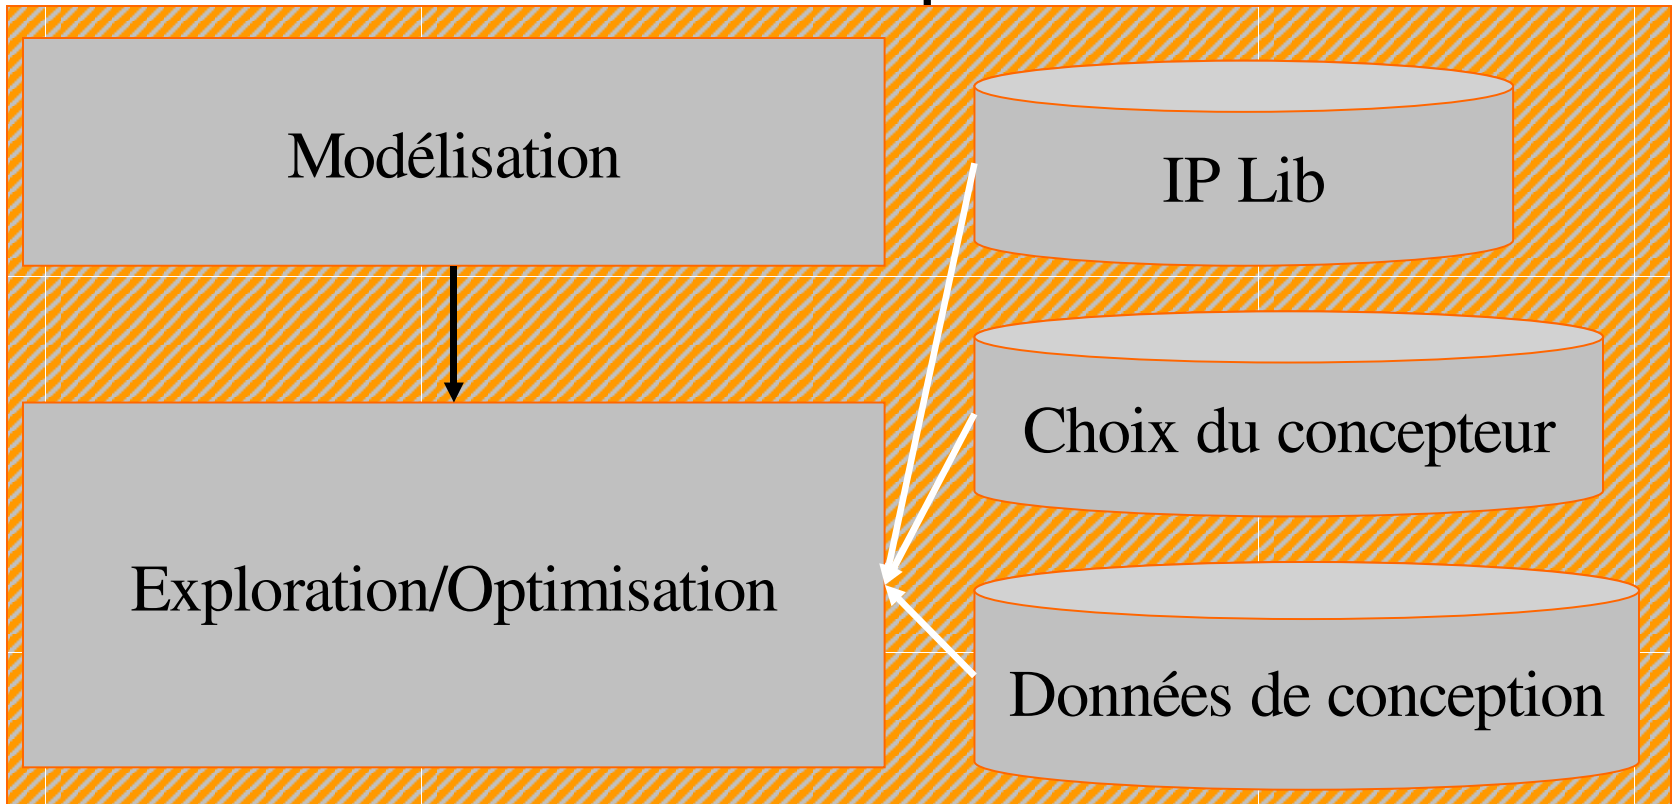 Modélisation
IP Lib
Choix du concepteur
Exploration/Optimisation
Données de conception